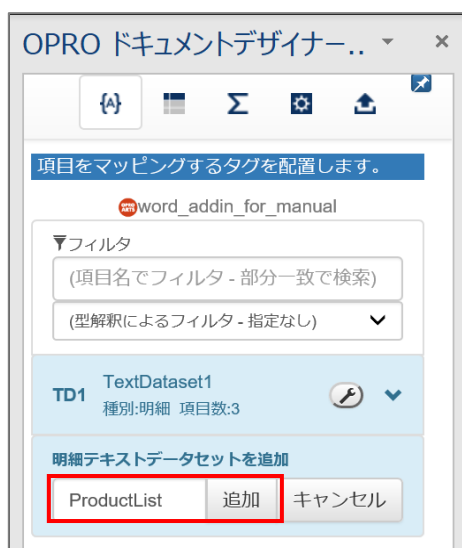 OPRO ドキュメントデザイナー..
{A} Σ
項目をマッピングするタグを配置します。
word_addin_for_manual
フィルタ
(項目名でフィルタ - 部分一致で検索)
(型解釈によるフィルタ - 指定なし)
TD1 TextDataset1
種別:明細 項目数:3
明細テキストデータセットを追加
ProductList 追加 キャンセル